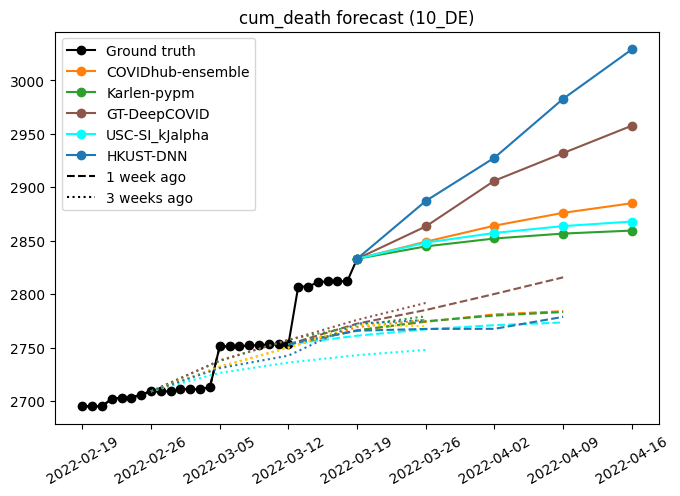 cum_death forecast (10_DE)
Ground truth
COVIDhub-ensemble
Karlen-pypm
GT-DeepCOVID
USC-SI_kJalpha
HKUST-DNN
1 week ago
3 weeks ago
3000
2950
2900
2850
2800
2750
2700
2022-02-19
2022-02-26
2022-03-05
2022-03-12
2022-03-19
2022-03-26
2022-04-02
2022-04-09
2022-04-16